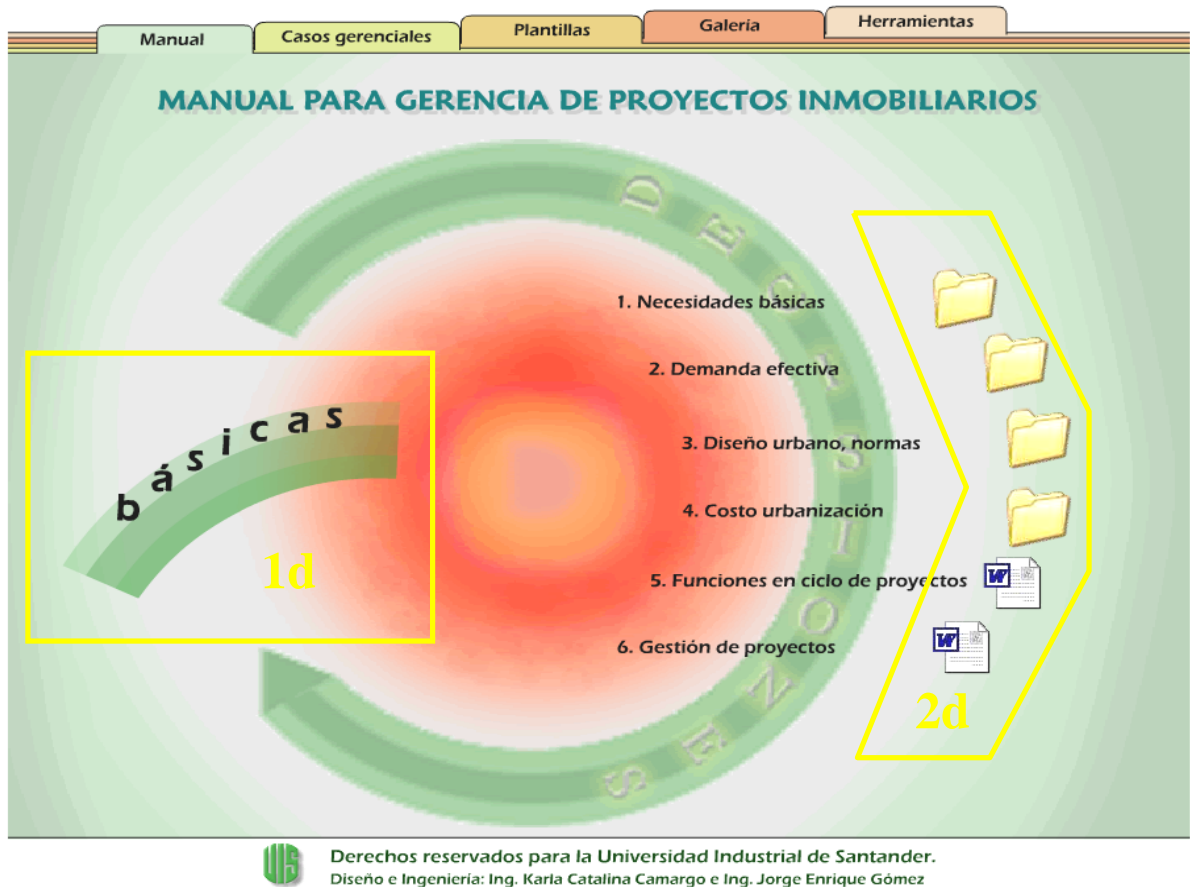 Manual
Casos gerenciales
Plantillas
Galería
Herramientas
MANUAL PARA GERENCIA DE PROYECTOS INMOBILIARIOS
DECISIONES
1. Necesidades básicas
2. Demanda efectiva
3. Diseño urbano, normas
4. Costo urbanización
5. Funciones en ciclo de proyectos
6. Gestión de proyectos
básicas
1d
2d
W
W
UIS
Derechos reservados para la Universidad Industrial de Santander.
Diseño e Ingeniería: Ing. Karla Catalina Camargo e Ing. Jorge Enrique Gómez